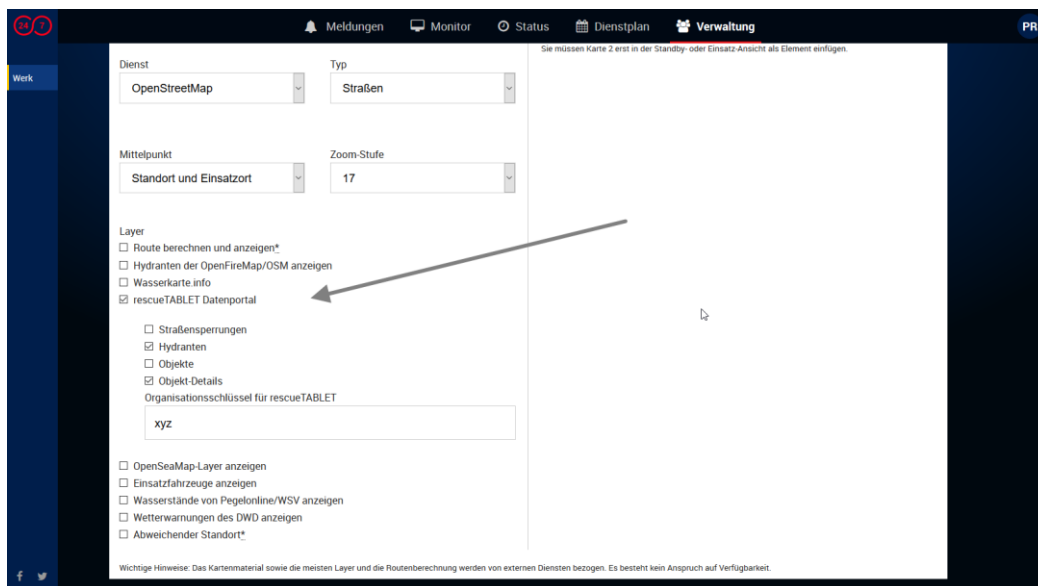 24 7
Meldungen
Monitor
Status
Dienstplan
Verwaltung
PR
Werk
Sie müssen Karte 2 erst in der Standby- oder Einsatz-Ansicht als Element einfügen.
Dienst
Typ
OpenStreetMap
Straßen
Mittelpunkt
Zoom-Stufe
Standort und Einsatzort
17
Layer
Route berechnen und anzeigen*
Hydranten der OpenFireMap/OSM anzeigen
Wasserkarte.info
rescueTABLET Datenportal
Straßensperrungen
Hydranten
Objekte
Objekt-Details
Organisationsschlüssel für rescueTABLET
xyz
OpenSeaMap-Layer anzeigen
Einsatzfahrzeuge anzeigen
Wasserstände von Pegelonline/WSV anzeigen
Wetterwarnungen des DWD anzeigen
Abweichender Standort*
Wichtige Hinweise: Das Kartenmaterial sowie die meisten Layer und die Routenberechnung werden von externen Diensten bezogen. Es besteht kein Anspruch auf Verfügbarkeit.